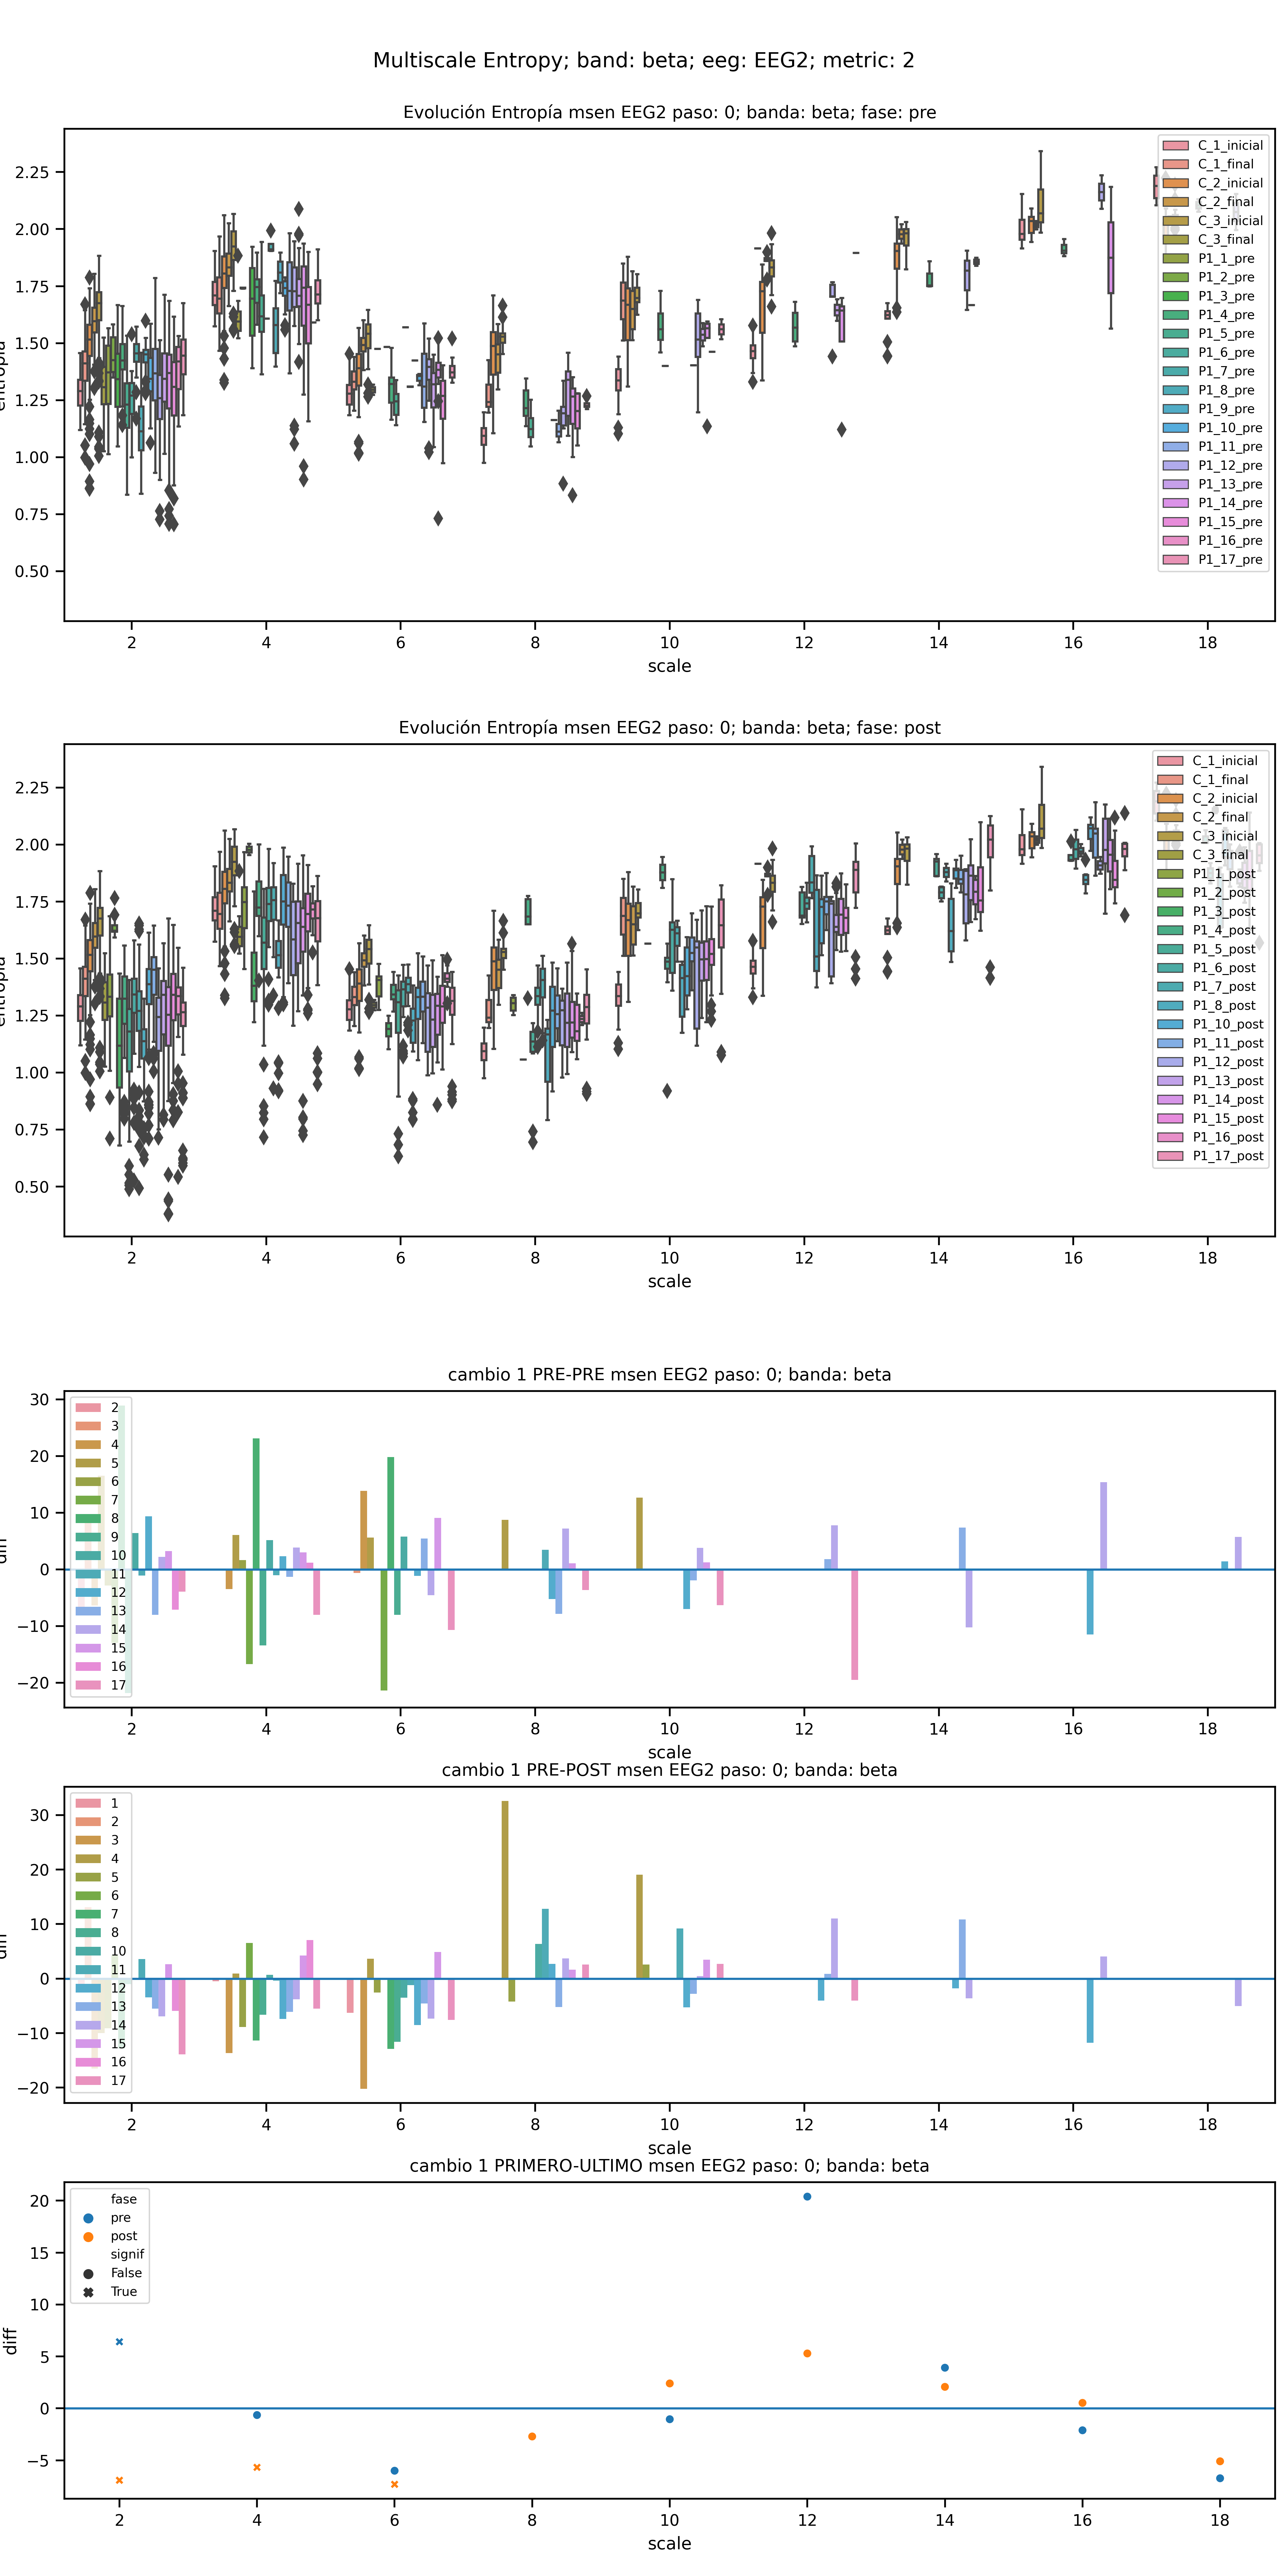 Multiscale Entropy; band: beta; eeg: EEG2; metric: 2
Evolución Entropía msen EEG2 paso: 0; banda: beta; fase: pre
2.25
2.00
1.75
1.50
1.25
1.00
0.75
0.50
C_1_inicial
C_1_final
C_2_inicial
C_2_final
C_3_inicial
C_3_final
P1_1_pre
P1_2_pre
P1_3_pre
P1_4_pre
P1_5_pre
P1_6_pre
P1_7_pre
P1_8_pre
P1_9_pre
P1_10_pre
P1_11_pre
P1_12_pre
P1_13_pre
P1_14_pre
P1_15_pre
P1_16_pre
P1_17_pre
2 4 6 8 10 12 14 16 18
scale
Evolución Entropía msen EEG2 paso: 0; banda: beta; fase: post
2.25
2.00
1.75
1.50
1.25
1.00
0.75
0.50
C_1_inicial
C_1_final
C_2_inicial
C_2_final
C_3_inicial
C_3_final
P1_1_post
P1_2_post
P1_3_post
P1_4_post
P1_5_post
P1_6_post
P1_7_post
P1_8_post
P1_10_post
P1_11_post
P1_12_post
P1_13_post
P1_14_post
P1_15_post
P1_16_post
P1_17_post
2 4 6 8 10 12 14 16 18
scale
cambio 1 PRE-PRE msen EEG2 paso: 0; banda: beta
30
20
10
0
−10
−20
2
3
4
5
6
7
8
9
10
11
12
13
14
15
16
17
2 4 6 8 10 12 14 16 18
scale
cambio 1 PRE-POST msen EEG2 paso: 0; banda: beta
30
20
10
0
−10
−20
1
2
3
4
5
6
7
8
10
11
12
13
14
15
16
17
2 4 6 8 10 12 14 16 18
scale
cambio 1 PRIMERO-ULTIMO msen EEG2 paso: 0; banda: beta
diff
20
15
10
5
0
−5
fase
pre
post
signif
False
True
2 4 6 8 10 12 14 16 18
scale